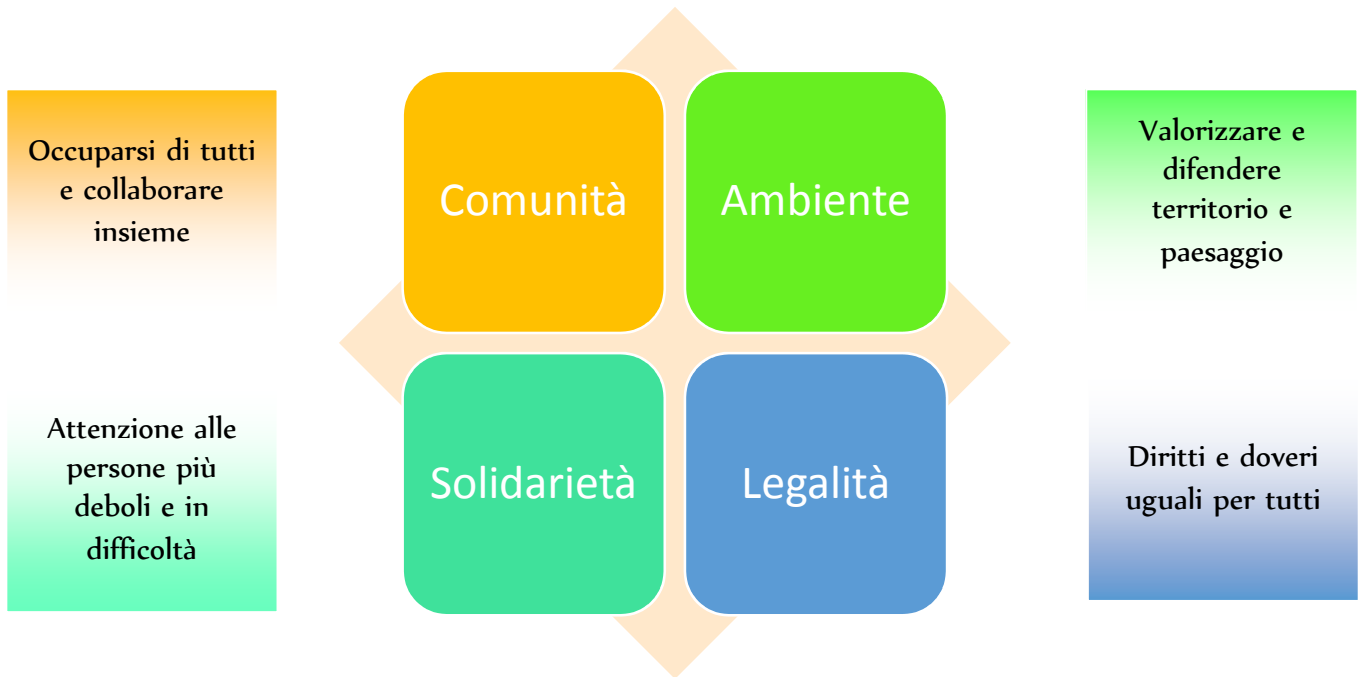 Occuparsi di tutti
e collaborare
insieme
Comunità
Ambiente
Valorizzare e
difendere
territorio e
paesaggio
Attenzione alle
persone più
deboli e in
difficoltà
Solidarietà
Legalità
Diritti e doveri
uguali per tutti